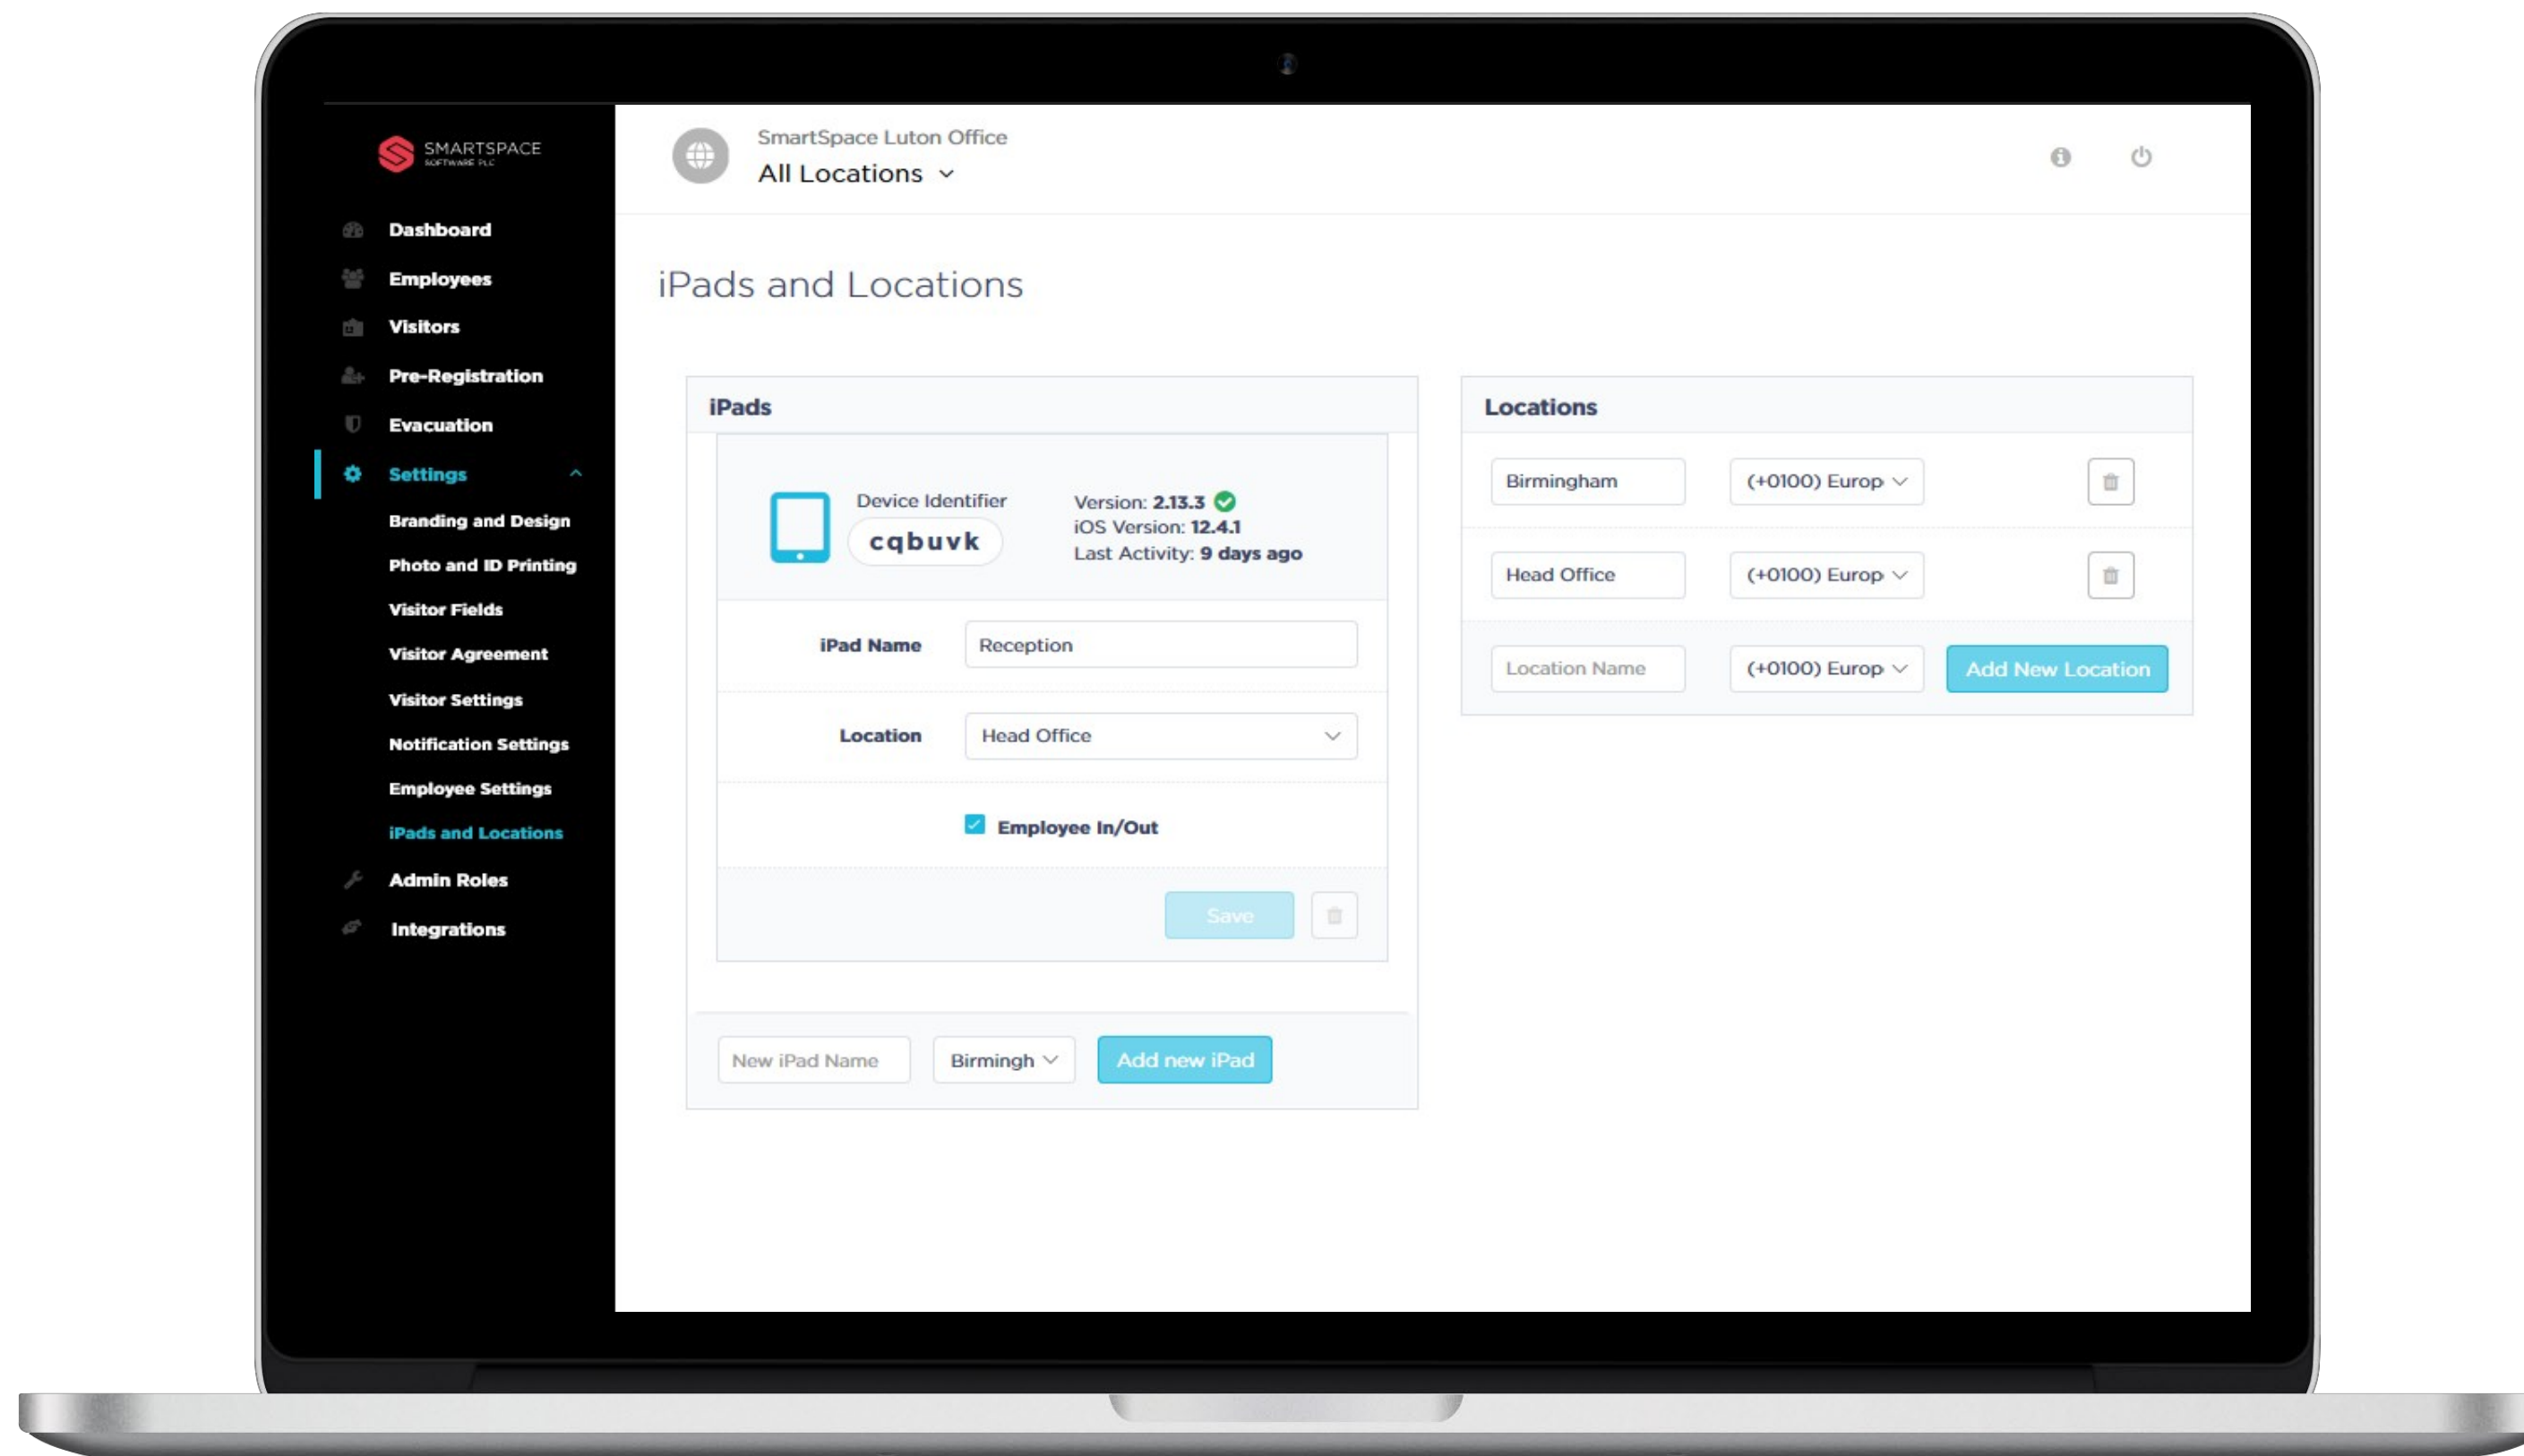 SMARTSPACE
SOFTWARE PLC
Dashboard
Employees
Visitors
Pre-Registration
Evacuation
Settings
Branding and Design
Photo and ID Printing
Visitor Fields
Visitor Agreement
Visitor Settings
Notification Settings
Employee Settings
iPads and Locations
Admin Roles
Integrations
SmartSpace Luton Office
All Locations
iPads and Locations
iPads
Device Identifier
cqbuvk
Version: 2.13.3
iOS Version: 12.4.1
Last Activity: 9 days ago
iPad Name Reception
Location Head Office
Employee In/Out
Save
New iPad Name Birmingh Add new iPad
Locations
Birmingham (+0100) Europ
Head Office (+0100) Europ
Location Name (+0100) Europ Add New Location